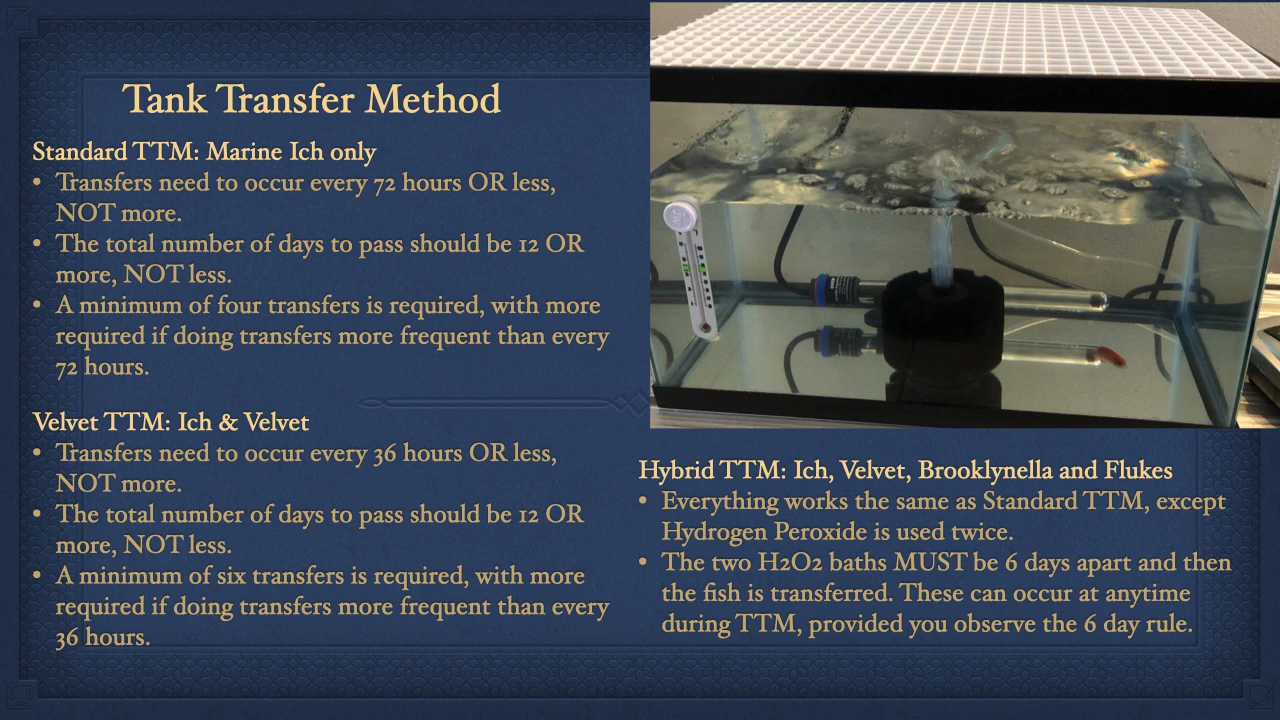 Tank Transfer Method
Standard TTM: Marine Ich only
• Transfers need to occur every 72 hours OR less,
NOT more.
• The total number of days to pass should be 12 OR
more, NOT less.
• A minimum of four transfers is required, with more
required if doing transfers more frequent than every
72 hours.
Velvet TTM: Ich & Velvet
• Transfers need to occur every 36 hours OR less,
NOT more.
• The total number of days to pass should be 12 OR
more, NOT less.
• A minimum of six transfers is required, with more
required if doing transfers more frequent than every
36 hours.
Hybrid TTM: Ich, Velvet, Brooklynella and Flukes
• Everything works the same as Standard TTM, except
Hydrogen Peroxide is used twice.
• The two H2O2 baths MUST be 6 days apart and then
the fish is transferred. These can occur at anytime
during TTM, provided you observe the 6 day rule.